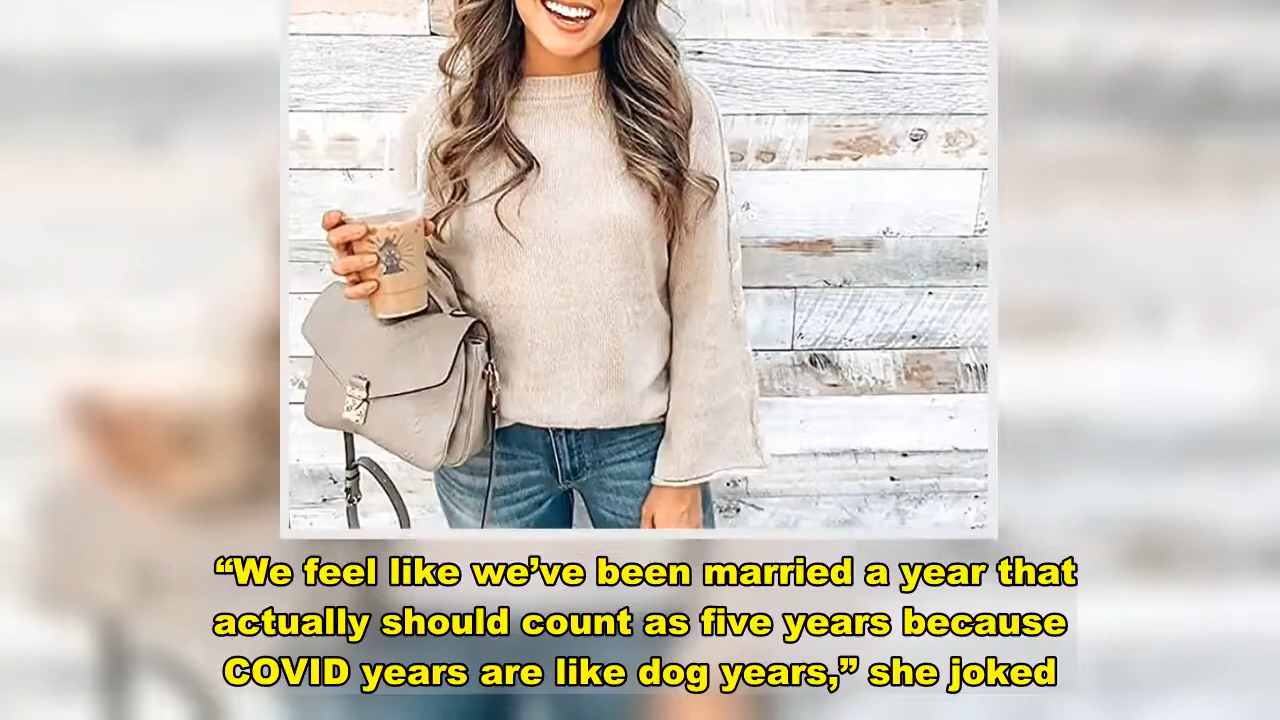 “We feel like we’ve been married a year that
actually should count as five years because
COVID years are like dog years,” she joked